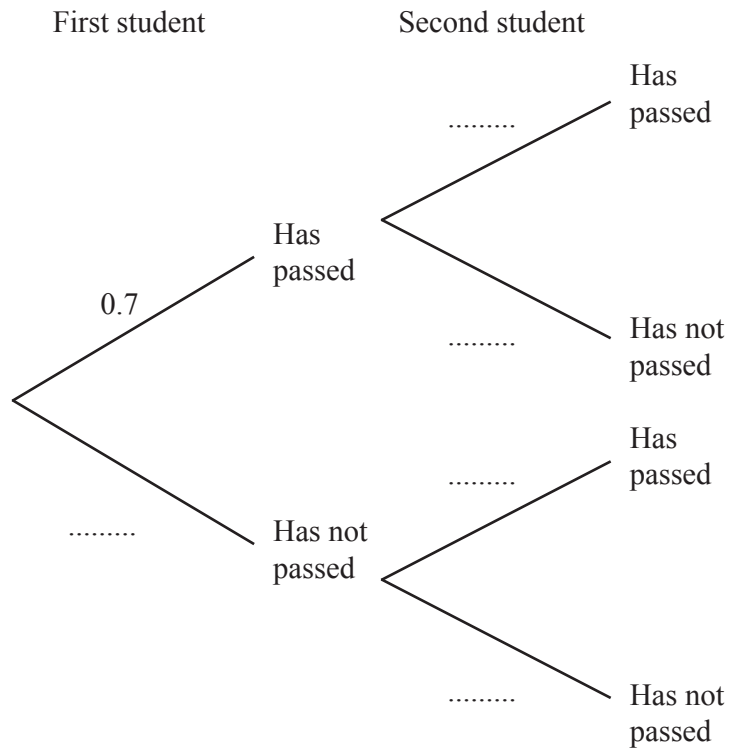 First student
Second student
Has
passed
.........
Has
passed
0.7
.........
Has not
passed
Has
passed
.........
.........
Has not
passed
.........
Has not
passed